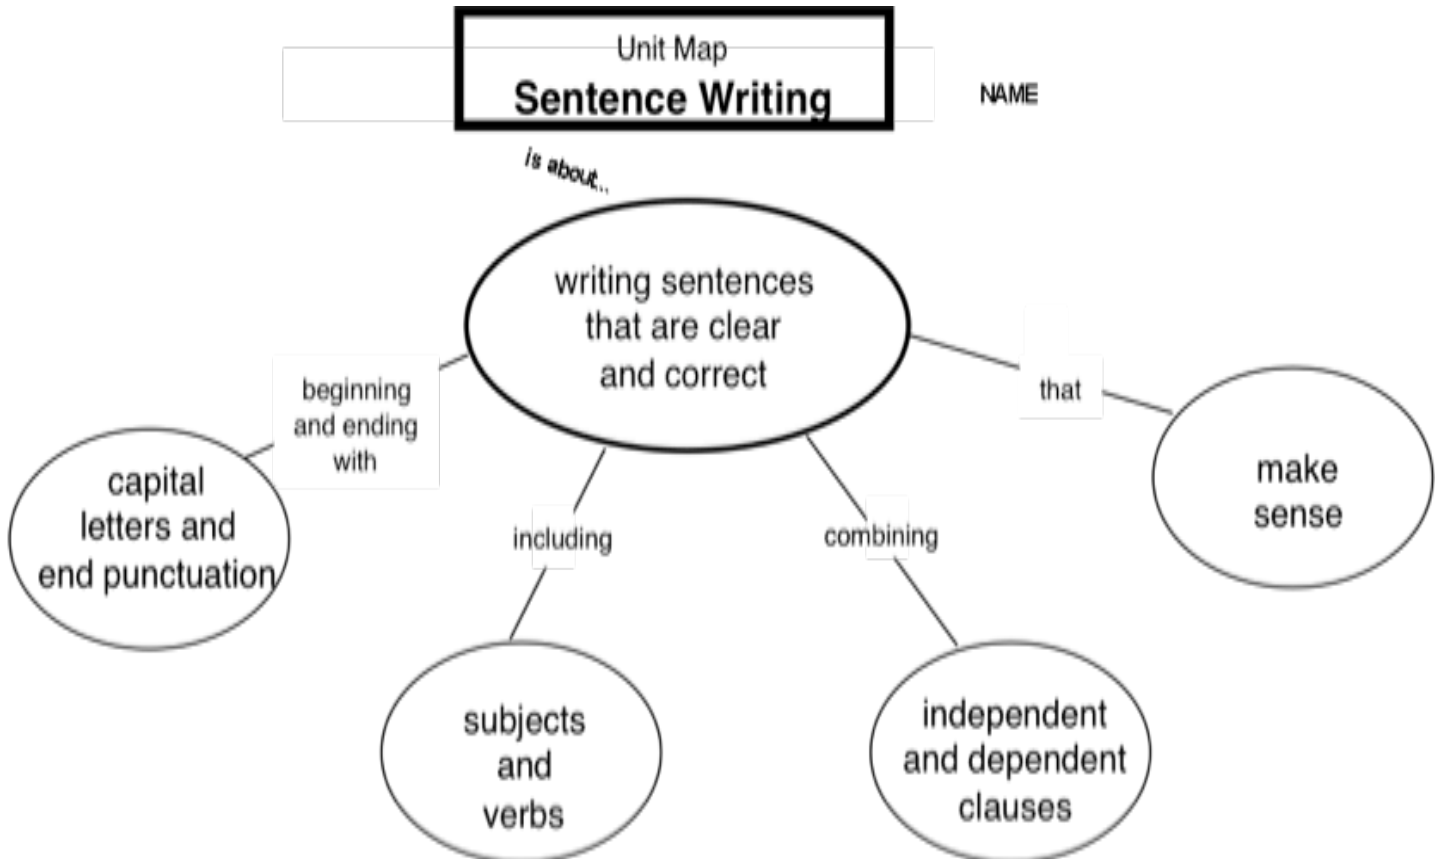 Unit Map
Sentence Writing
NAME
is about...
writing sentences
that are clear
and correct
beginning
and ending
with
that
capital
letters and
end punctuation
make
sense
including
combining
subjects
and
verbs
independent
and dependent
clauses